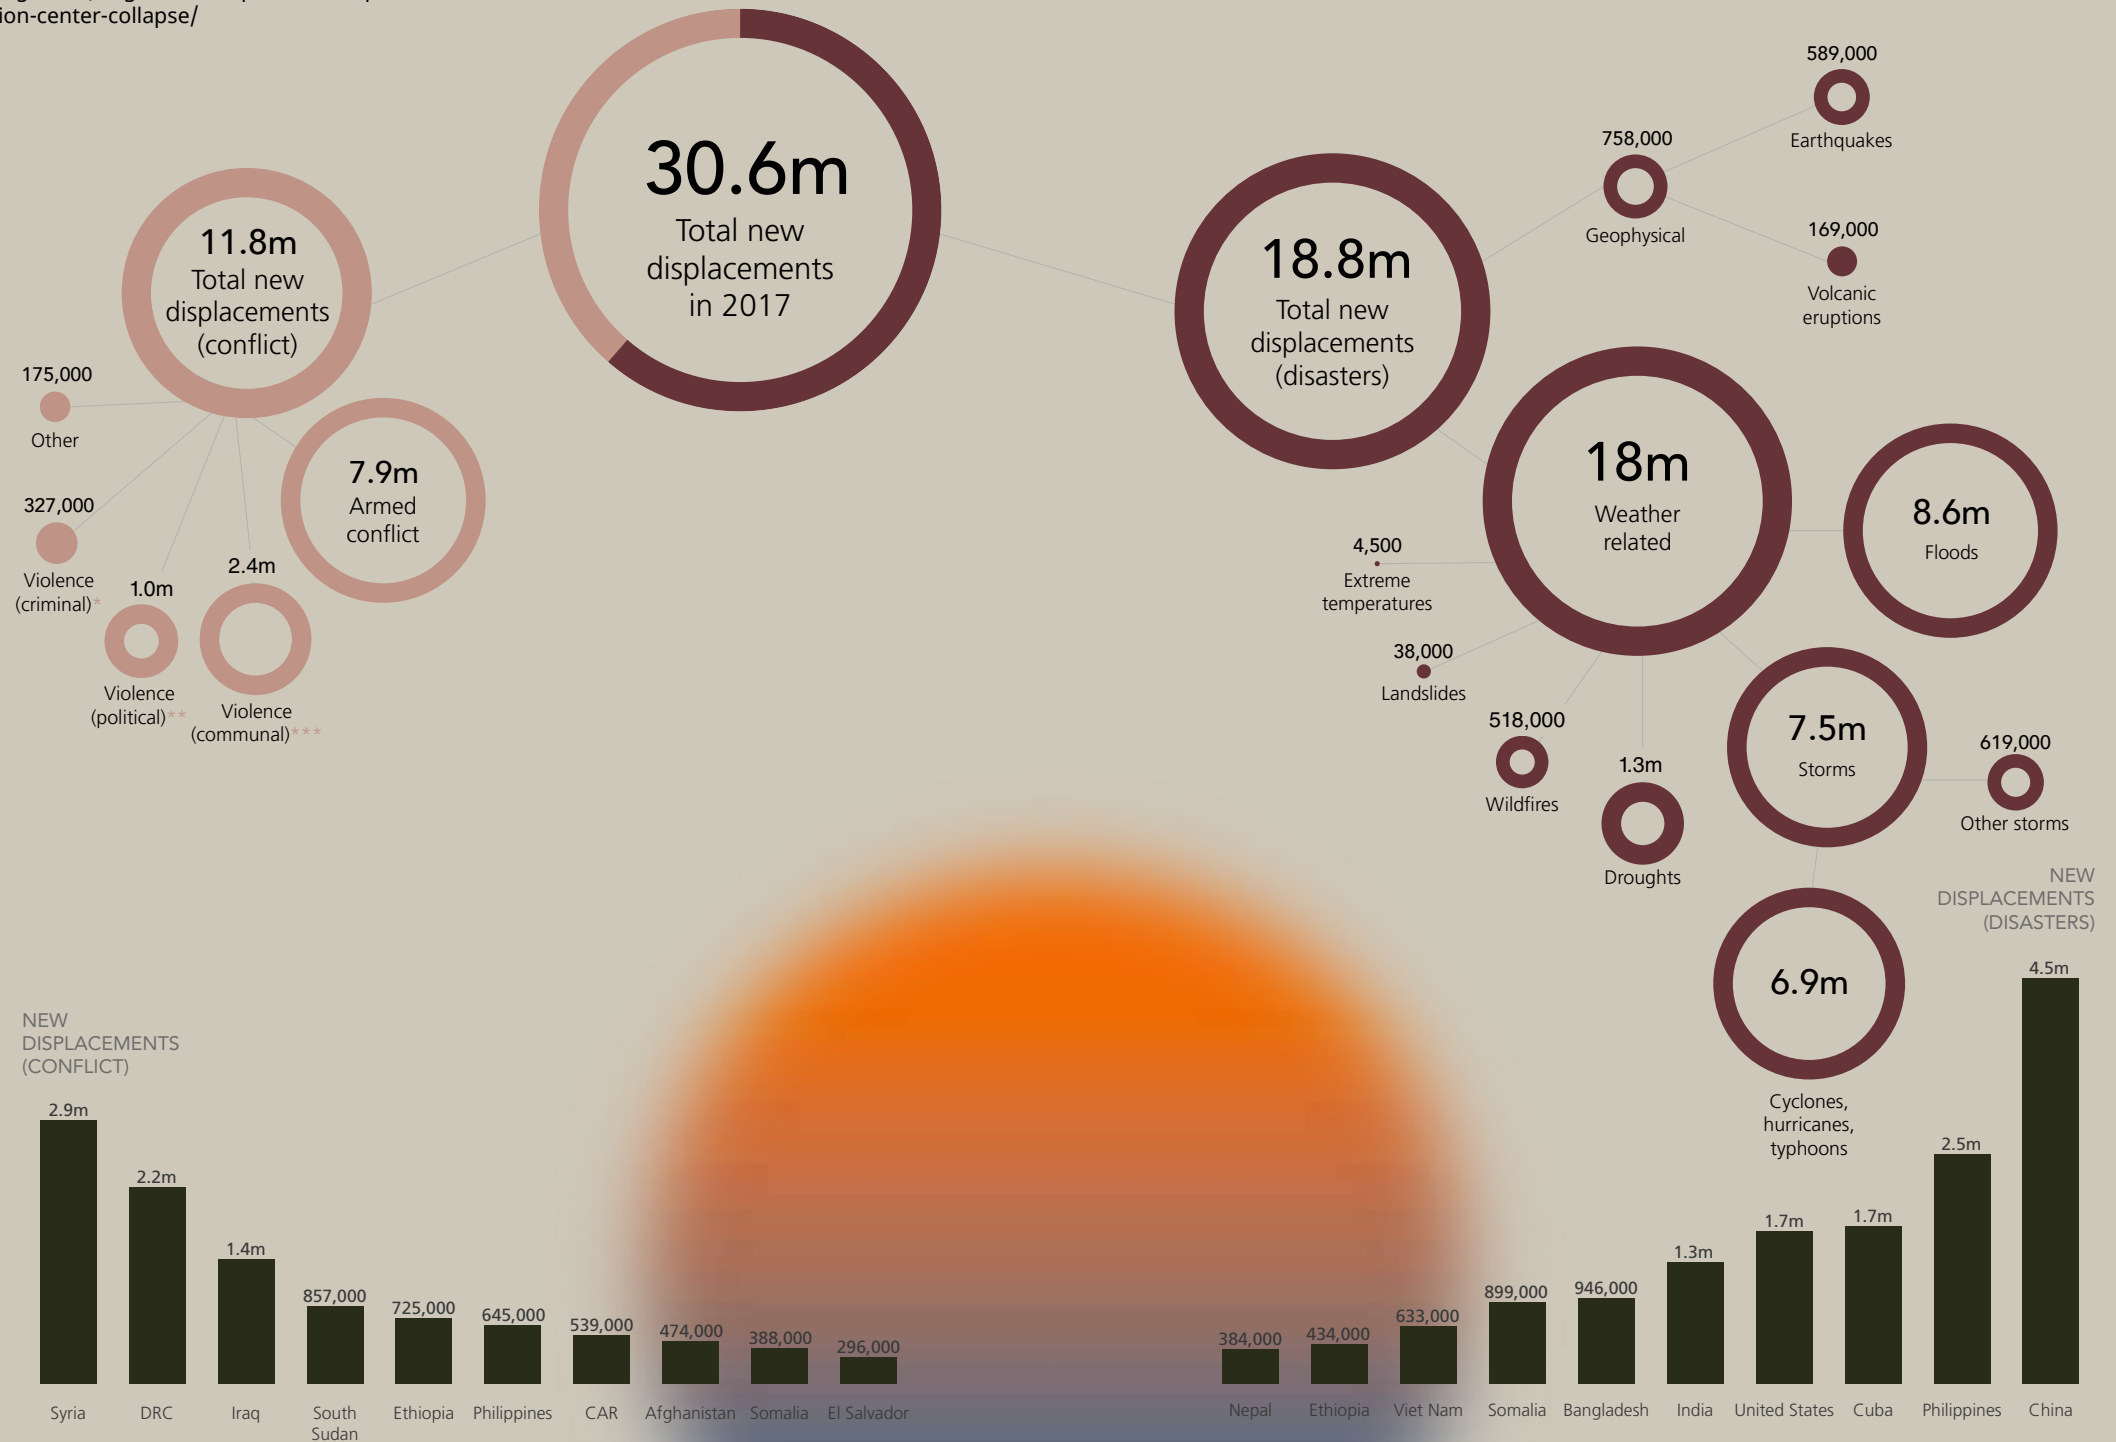 ion-center-collapse/
30.6m
Total new
displacements
in 2017
11.8m
Total new
displacements
(conflict)
175,000
Other
327,000
Violence
(criminal)*
1.0m
Violence
(political)**
2.4m
Violence
(communal)***
7.9m
Armed
conflict
18.8m
Total new
displacements
(disasters)
758,000
Geophysical
589,000
Earthquakes
169,000
Volcanic
eruptions
18m
Weather
related
8.6m
Floods
4,500
Extreme
temperatures
38,000
Landslides
518,000
Wildfires
1.3m
Droughts
7.5m
Storms
619,000
Other storms
6.9m
Cyclones,
hurricanes,
typhoons
NEW
DISPLACEMENTS
(CONFLICT)
2.9m
2.2m
1.4m
857,000
725,000
645,000
539,000
474,000
388,000
296,000
Syria
DRC
Iraq
South
Sudan
Ethiopia
Philippines
CAR
Afghanistan
Somalia
El Salvador
NEW
DISPLACEMENTS
(DISASTERS)
384,000
434,000
633,000
899,000
946,000
1.3m
1.7m
1.7m
2.5m
4.5m
Nepal
Ethiopia
Viet Nam
Somalia
Bangladesh
India
United States
Cuba
Philippines
China